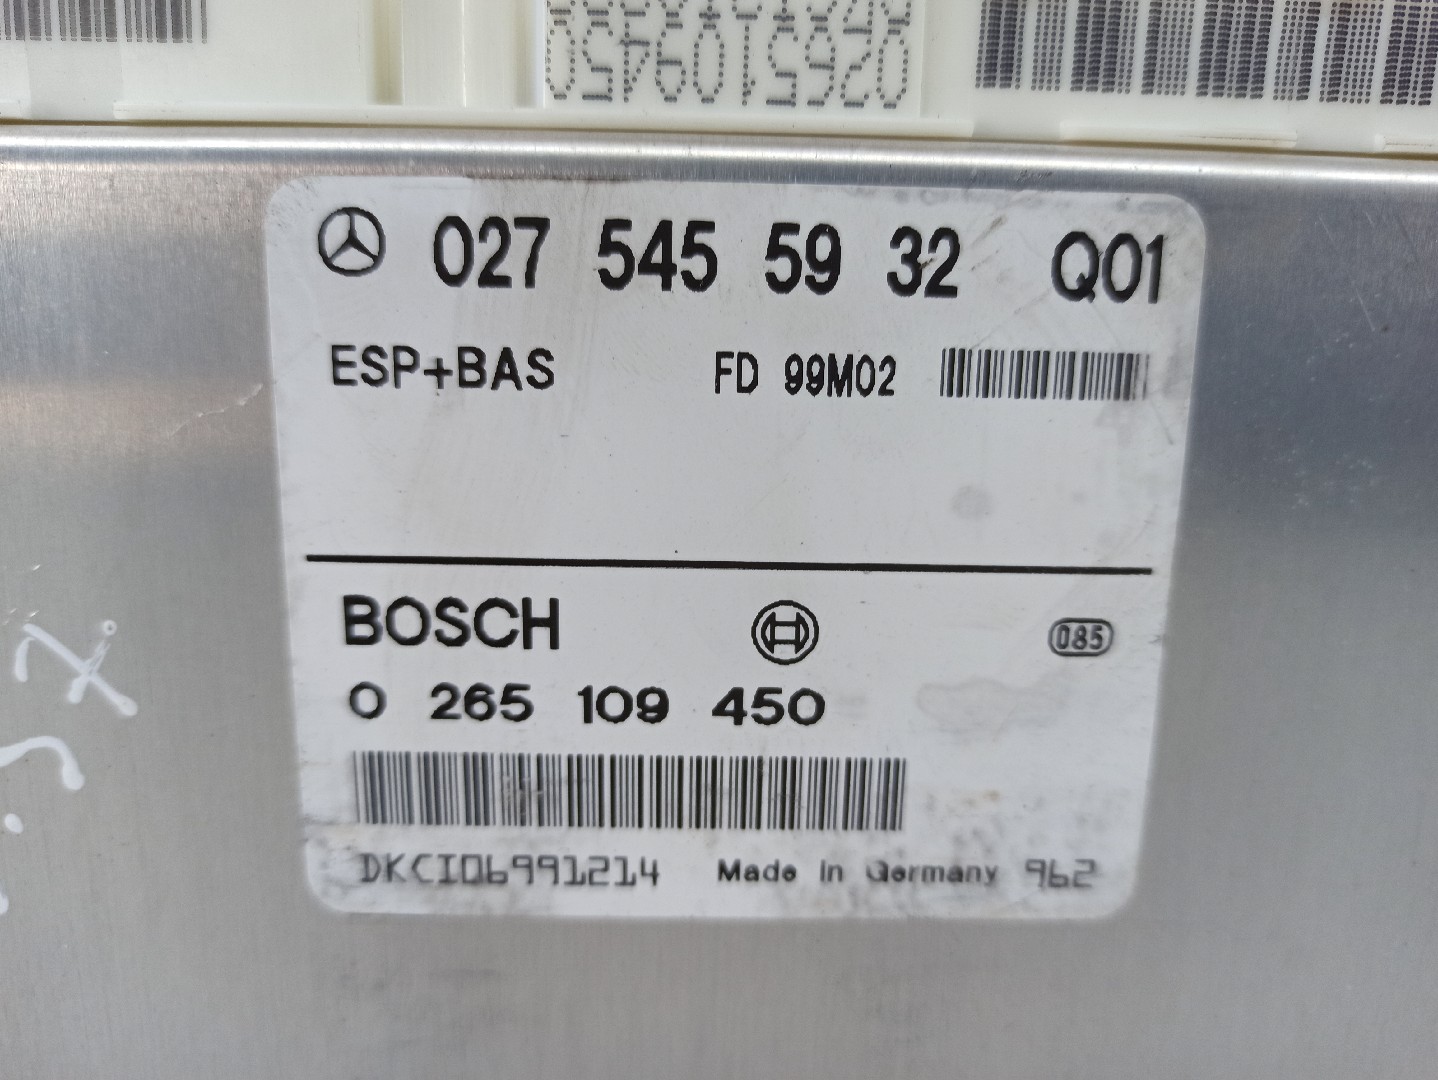 0265109450
027 545 59 32 Q01
ESP+BAS FD 99M02
BOSCH
085
0 265 109 450
DKCI06991214 Made In Germany 962